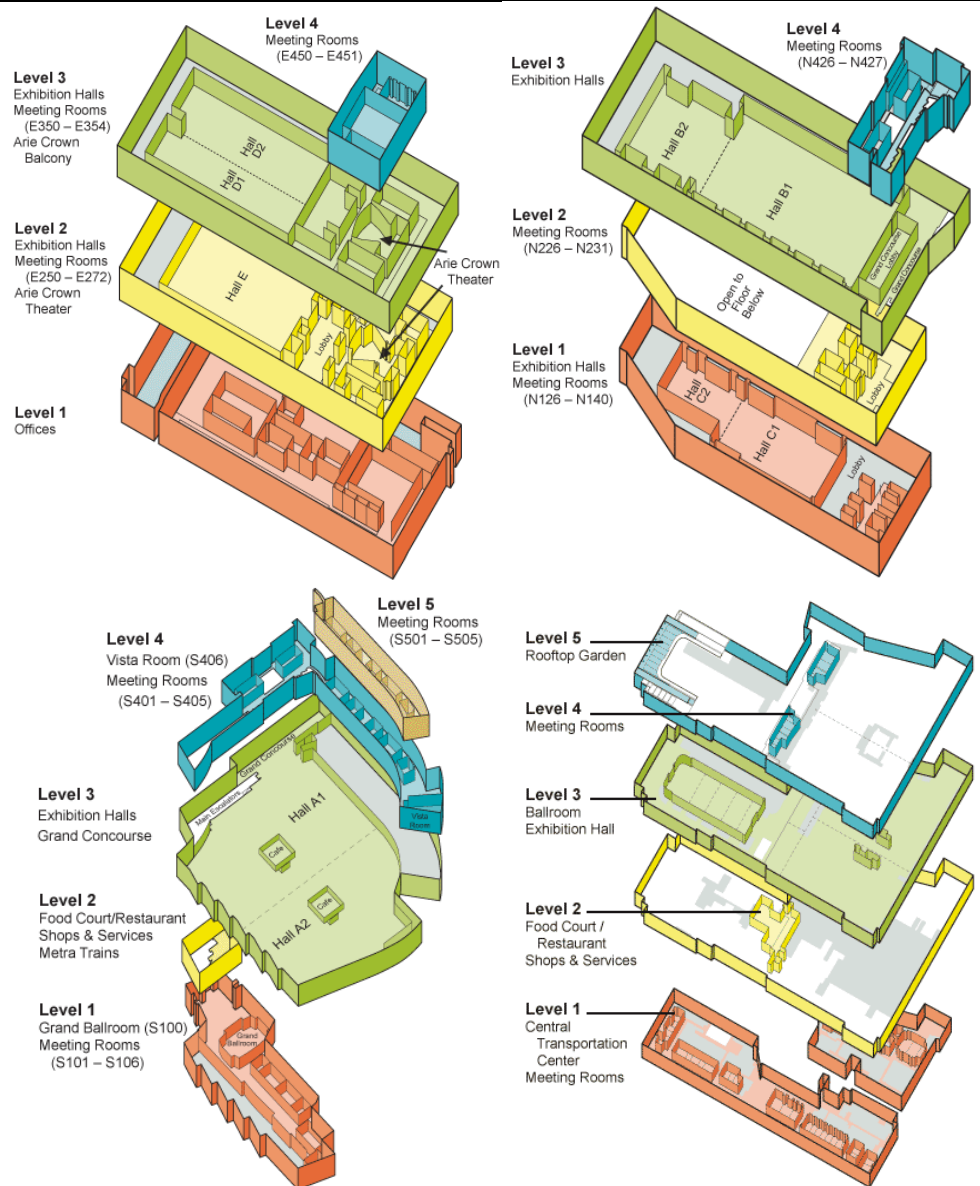 Level 4
Meeting Rooms
(E450 – E451)
Level 3
Exhibition Halls
Meeting Rooms
(E350 – E354)
Arie Crown
Balcony
Hall
D2
Hall
D1
Level 2
Exhibition Halls
Meeting Rooms
(E250 – E272)
Arie Crown
Theater
Arie Crown
Theater
Hall E
Lobby
Level 1
Offices
Level 4
Meeting Rooms
(N426 – N427)
Level 3
Exhibition Halls
Hall B2
Hall B1
Grand Concourse
Lobby
Grand Concourse
Level 2
Meeting Rooms
(N226 – N231)
Open to
Floor
Below
Lobby
Level 1
Exhibition Halls
Meeting Rooms
(N126 – N140)
Hall
C2
Hall C1
Lobby
Level 5
Meeting Rooms
(S501 – S505)
Level 4
Vista Room (S406)
Meeting Rooms
(S401 – S405)
Vista
Room
Level 3
Exhibition Halls
Grand Concourse
Grand Concourse
Main Escalators
Hall A1
Cafe
Cafe
Hall A2
Level 2
Food Court/Restaurant
Shops & Services
Metra Trains
Level 1
Grand Ballroom (S100)
Meeting Rooms
(S101 – S106)
Grand
Ballroom
Level 5
Rooftop Garden
Level 4
Meeting Rooms
Level 3
Ballroom
Exhibition Hall
Level 2
Food Court /
Restaurant
Shops & Services
Level 1
Central
Transportation
Center
Meeting Rooms